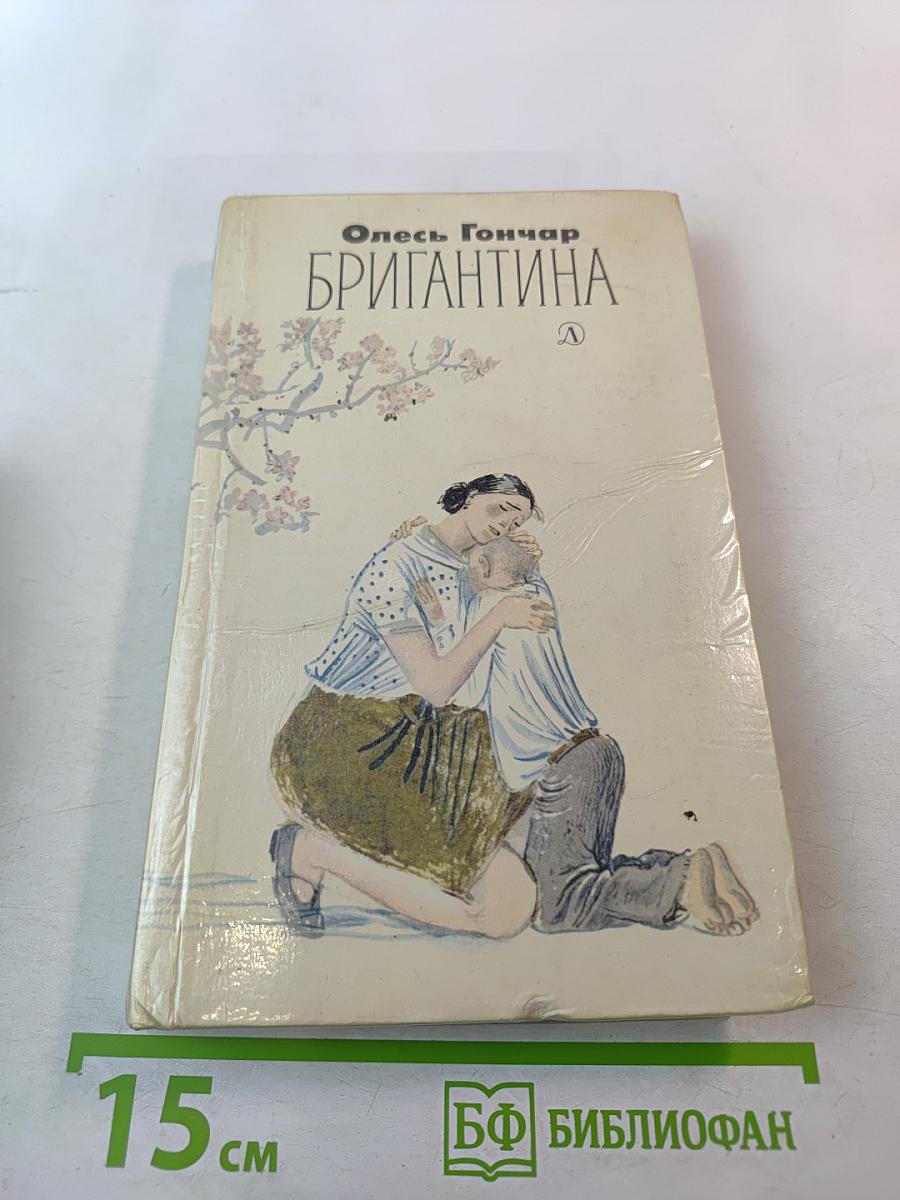 Олесь Гончар
БРИГАНТИНА
Д
15 см
БФ БИБЛИОФАН